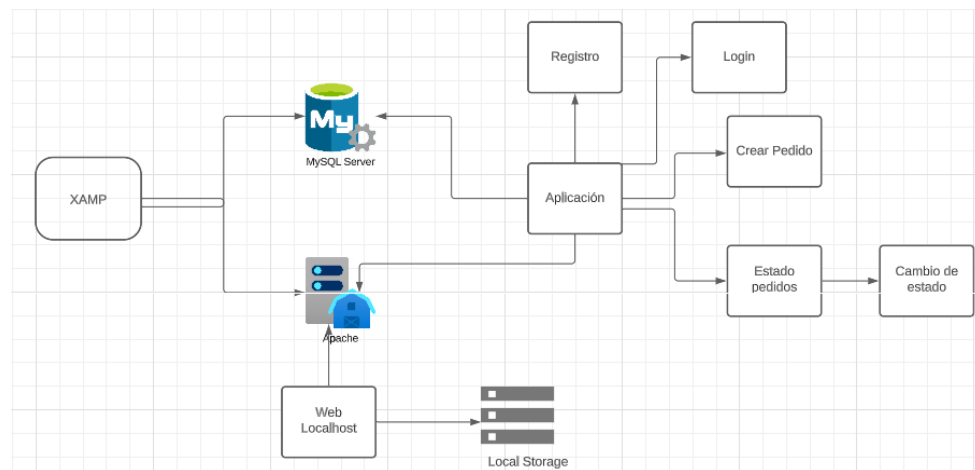 Registro
Login
My
MySQL Server
Crear Pedido
XAMP
Aplicación
Estado
pedidos
Cambio de
estado
Apache
Web
Localhost
Local Storage